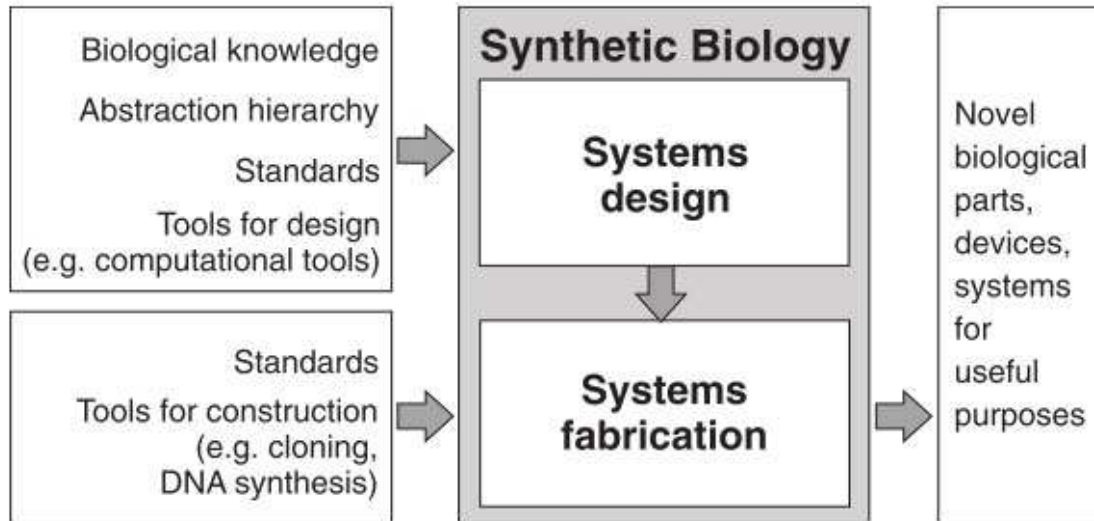 Biological knowledge
Abstraction hierarchy
Standards
Tools for design
(e.g. computational tools)
Standards
Tools for construction
(e.g. cloning,
DNA synthesis)
Synthetic Biology
Systems
design
Systems
fabrication
Novel
biological
parts,
devices,
systems
for
useful
purposes